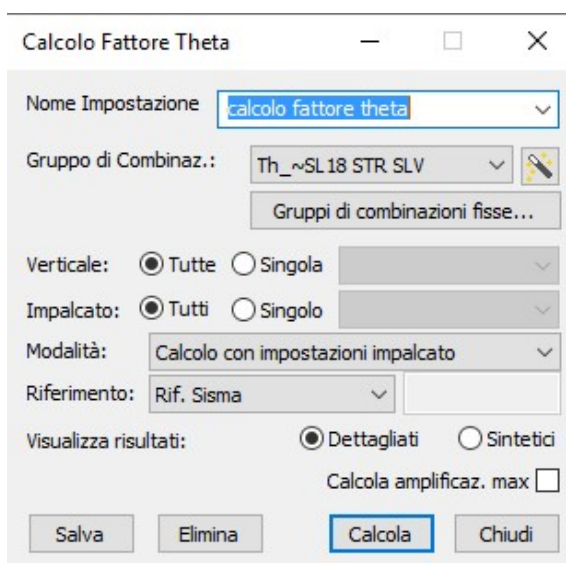 Calcolo Fattore Theta
Nome Impostazione calcolo fattore theta
Gruppo di Combinaz.: Th_~SL18 STR SLV
Gruppi di combinazioni fisse...
Verticale: Tutte Singola
Impalcato: Tutti Singolo
Modalità: Calcolo con impostazioni impalcato
Riferimento: Rif. Sisma
Visualizza risultati: Dettagliati Sintetici
Calcola amplificaz. max
Salva Elimina Calcola Chiudi